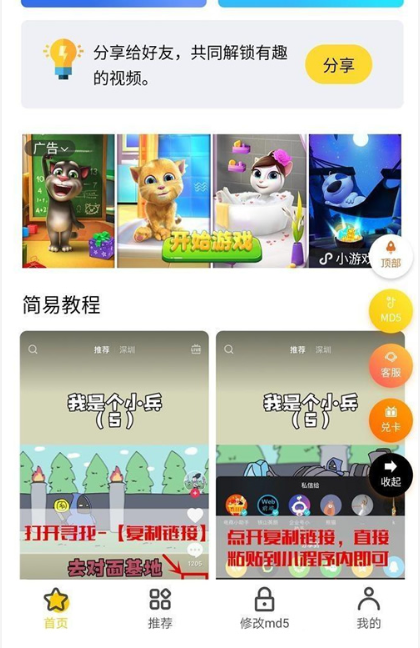 分享给好友，共同解锁有趣
的视频。
分享
广告
开始游戏
小游戏
顶部
简易教程
MD5
推荐 深圳
推荐 深圳
客服
我是个小兵
（5）
我是个小兵
（5）
兑卡
收起
私信给
Web
打开寻找-【复制链接】
点开复制链接，直接
粘贴到小程序内即可
1205
去对面基地
首页
推荐
修改md5
我的